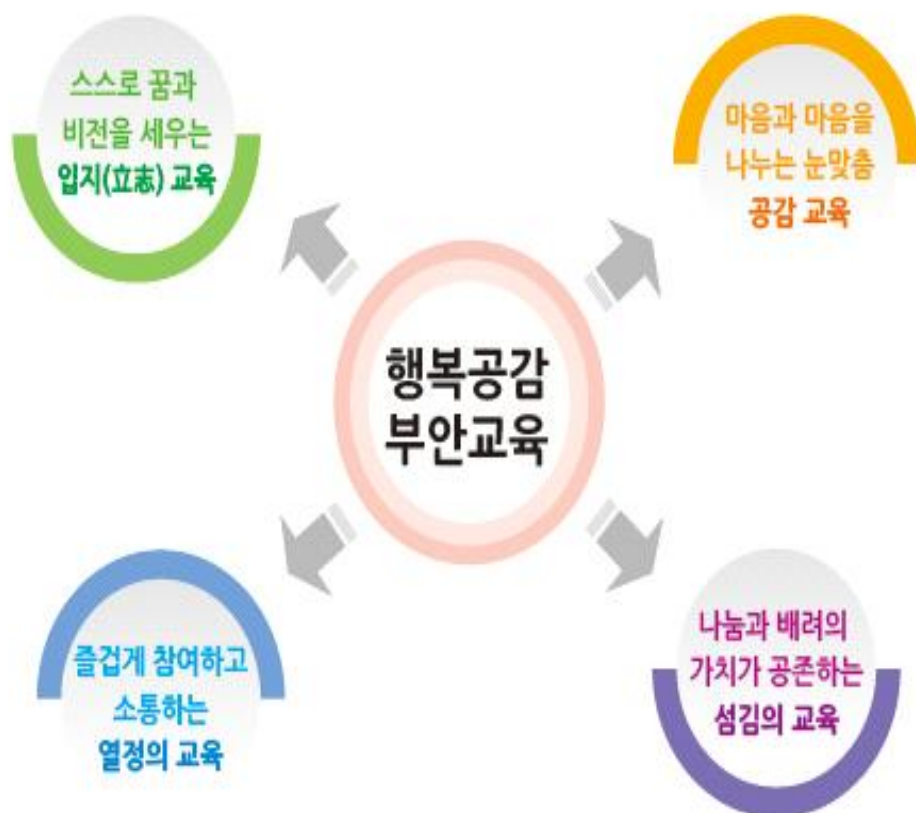 스스로 꿈과
비전을 세우는
입지(立志) 교육
마음과 마음을
나누는 눈맞춤
공감 교육
행복공감
부안교육
즐겁게 참여하고
소통하는
열정의 교육
나눔과 배려의
가치가 공존하는
섬김의 교육